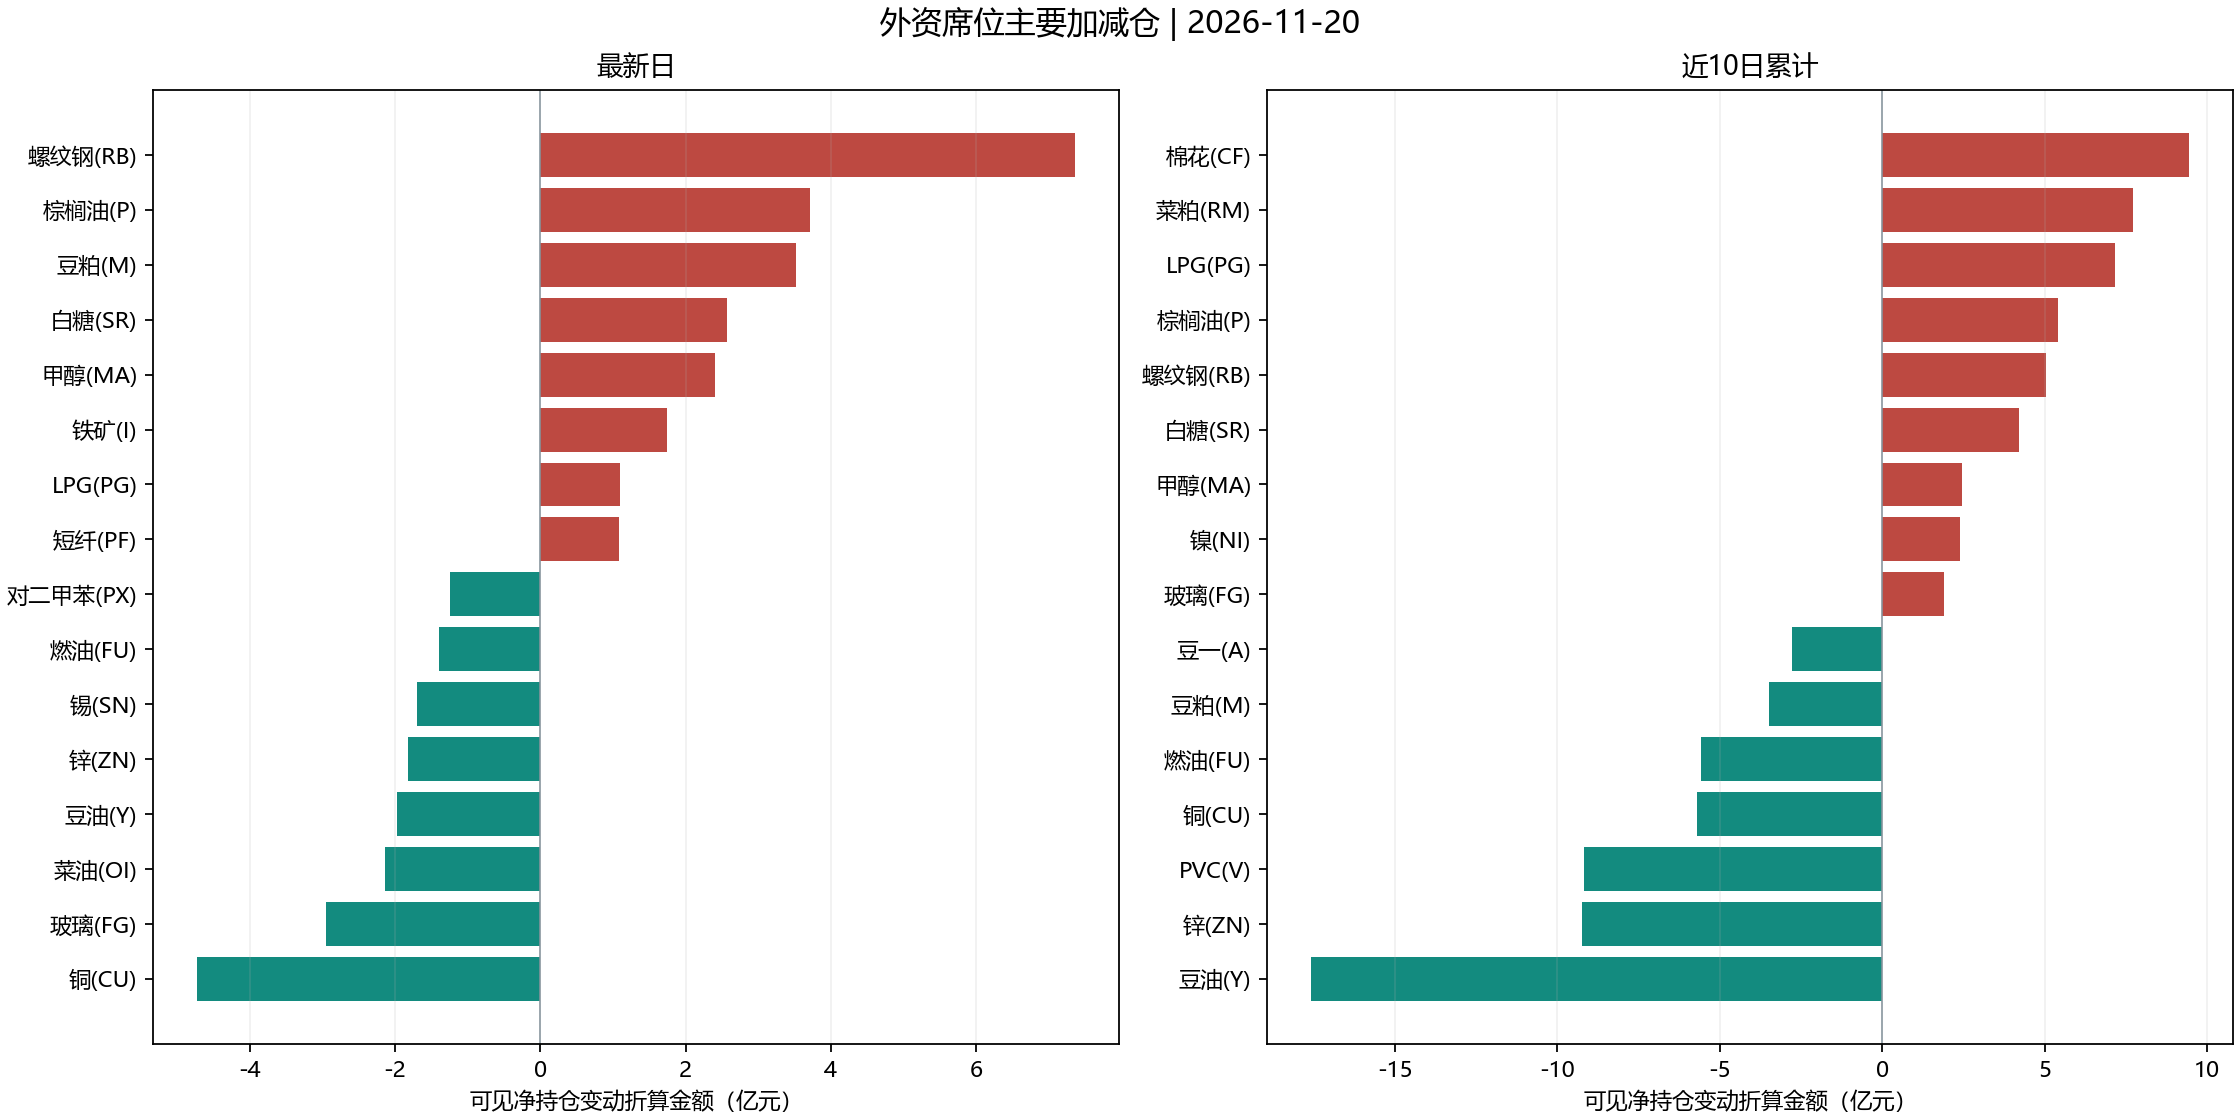 外资席位主要加减仓 | 2026-11-20
最新日
螺纹钢(RB)
棕榈油(P)
豆粕(M)
白糖(SR)
甲醇(MA)
铁矿(I)
LPG(PG)
短纤(PF)
对二甲苯(PX)
燃油(FU)
锡(SN)
锌(ZN)
豆油(Y)
菜油(OI)
玻璃(FG)
铜(CU)
-4 -2 0 2 4 6
可见净持仓变动折算金额（亿元）
近10日累计
棉花(CF)
菜粕(RM)
LPG(PG)
棕榈油(P)
螺纹钢(RB)
白糖(SR)
甲醇(MA)
镍(NI)
玻璃(FG)
豆一(A)
豆粕(M)
燃油(FU)
铜(CU)
PVC(V)
锌(ZN)
豆油(Y)
-15 -10 -5 0 5 10
可见净持仓变动折算金额（亿元）